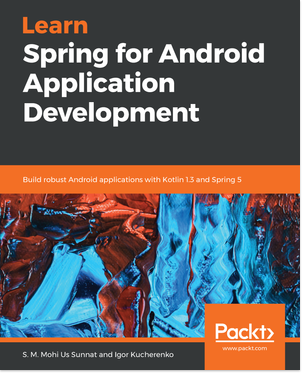 Learn
Spring for Android
Application
Development
Build robust Android applications with Kotlin 1.3 and Spring 5
Packt>
www.packt.com
S. M. Mohi Us Sunnat and Igor Kucherenko